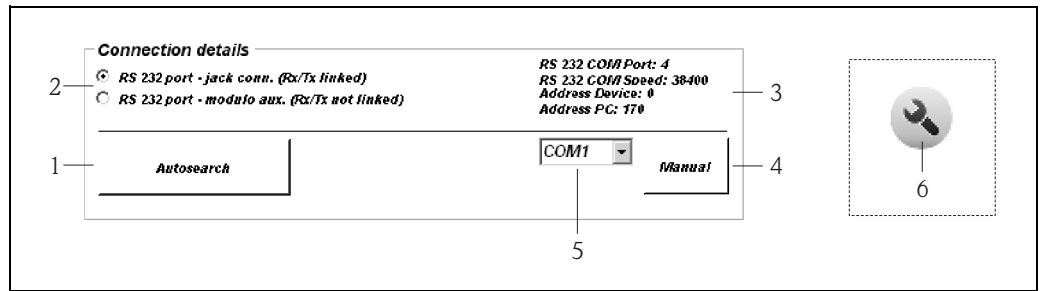 Connection details
RS 232 port - jack conn. (Rx/Tx linked)
RS 232 port - modulo aux. (Rx/Tx not linked)
RS 232 COM Port: 4
RS 232 COM Speed: 38400
Address Device: 0
Address PC: 170
2
3
1
Autosearch
COM1
Manual
4
5
6